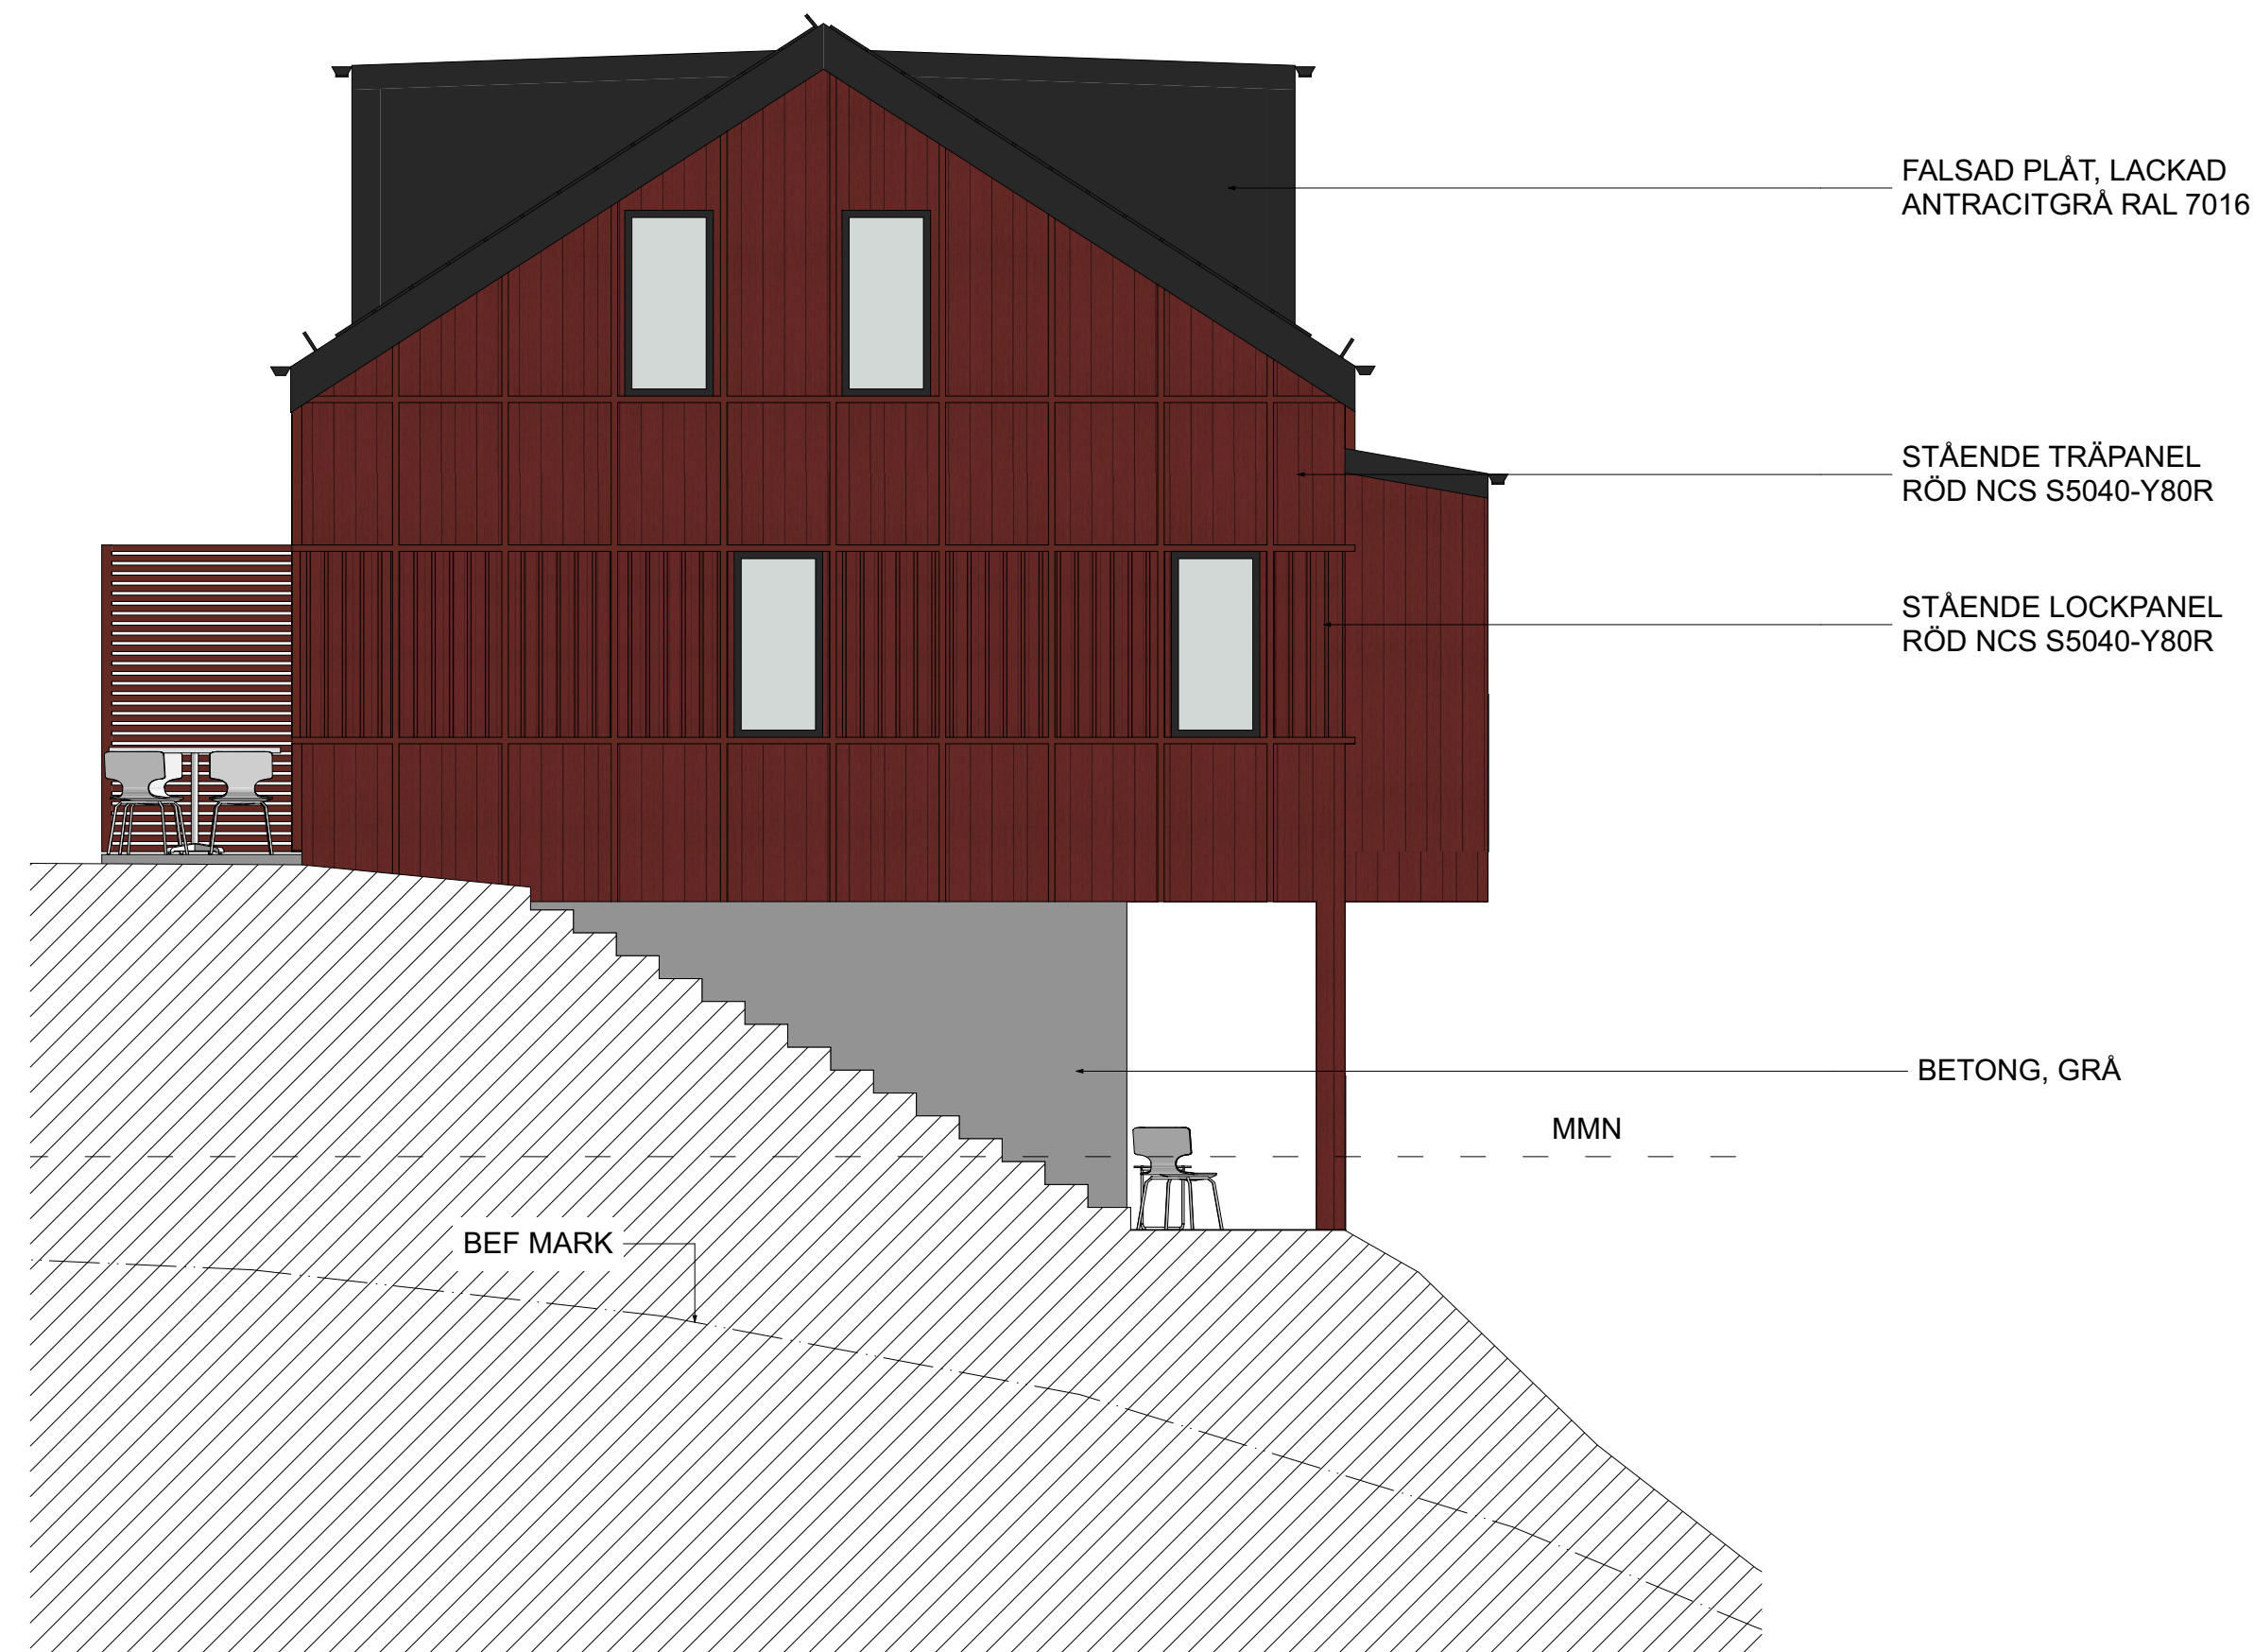 FALSAD PLÅT, LACKAD
ANTRACITGRÅ RAL 7016
STÅENDE TRÄPANEL
RÖD NCS S5040-Y80R
STÅENDE LOCKPANEL
RÖD NCS S5040-Y80R
BETONG, GRÅ
MMN
BEF MARK